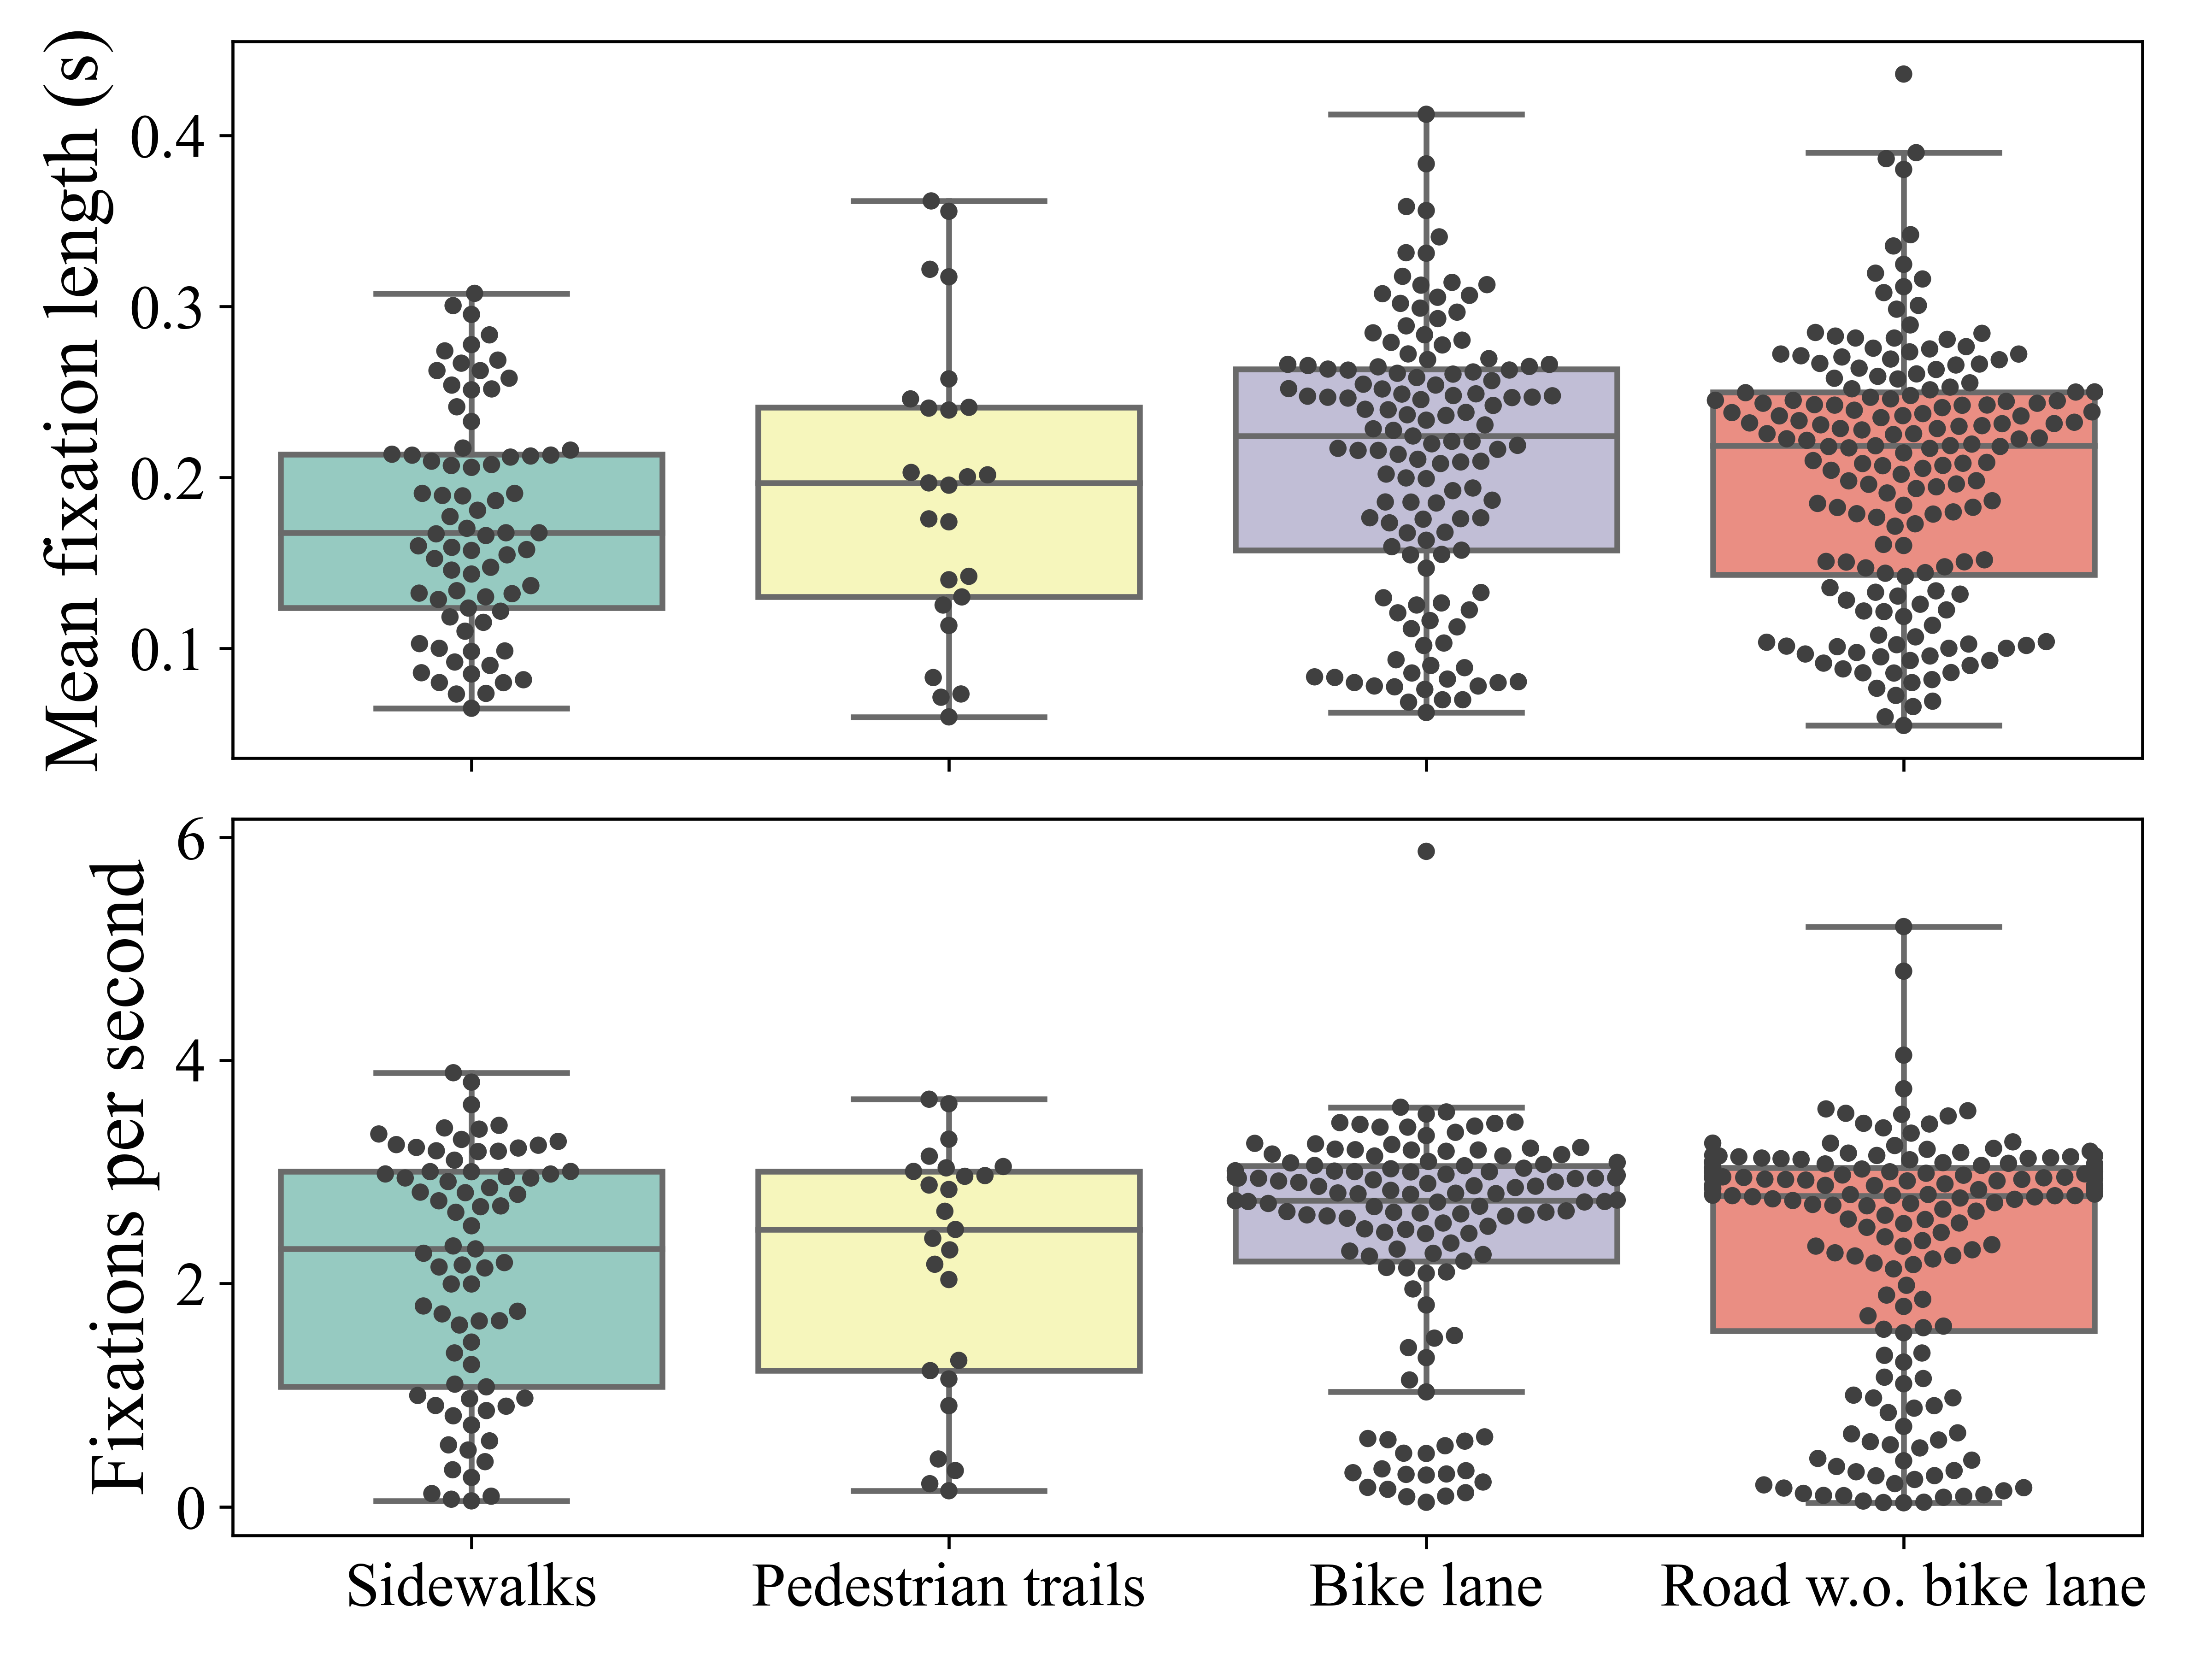 Mean fixation length (s)
0.4
0.3
0.2
0.1
Fixations per second
6
4
2
0
Sidewalks
Pedestrian trails
Bike lane
Road w.o. bike lane